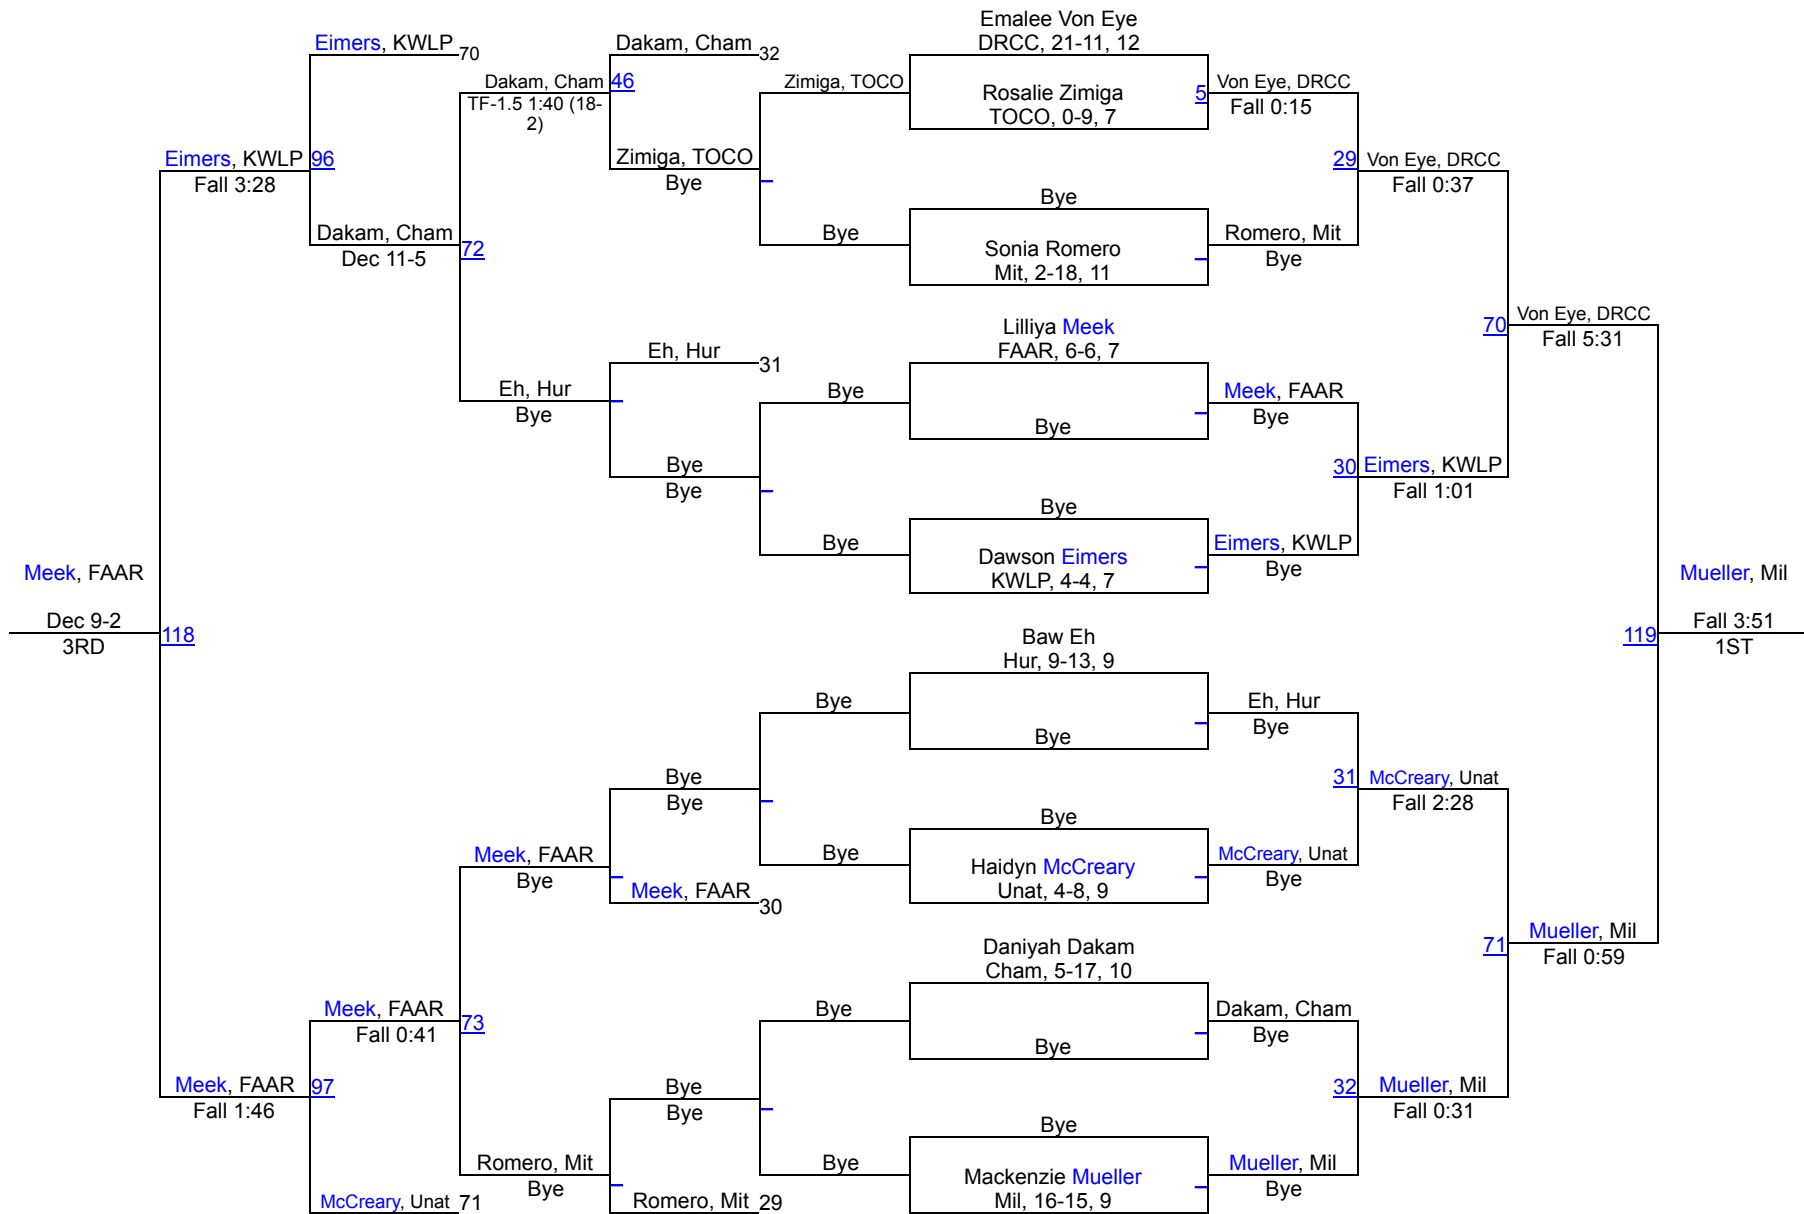 Emalee Von Eye
DRCC, 21-11, 12
Eimers, KWLP
70
Dakam, Cham
32
Dakam, Cham
46
TF-1.5 1:40 (18-
2)
Zimiga, TOCO
Rosalie Zimiga
TOCO, 0-9, 7
5
Von Eye, DRCC
Fall 0:15
Eimers, KWLP
96
Fall 3:28
Zimiga, TOCO
Bye
29
Von Eye, DRCC
Fall 0:37
Bye
Dakam, Cham
72
Dec 11-5
Bye
Sonia Romero
Mit, 2-18, 11
Romero, Mit
Bye
Lilliya Meek
FAAR, 6-6, 7
70
Von Eye, DRCC
Fall 5:31
Eh, Hur
31
Eh, Hur
Bye
Bye
Bye
Meek, FAAR
Bye
Bye
Bye
30
Eimers, KWLP
Fall 1:01
Bye
Bye
Dawson Eimers
KWLP, 4-4, 7
Eimers, KWLP
Bye
Meek, FAAR
Dec 9-2
3RD
118
Mueller, Mil
119
Fall 3:51
1ST
Baw Eh
Hur, 9-13, 9
Bye
Bye
Eh, Hur
Bye
Bye
Bye
31
McCreary, Unat
Fall 2:28
Bye
Meek, FAAR
Bye
Bye
Haidyn McCreary
Unat, 4-8, 9
McCreary, Unat
Bye
Meek, FAAR
30
Daniyah Dakam
Cham, 5-17, 10
71
Mueller, Mil
Fall 0:59
Meek, FAAR
73
Fall 0:41
Bye
Bye
Dakam, Cham
Bye
Meek, FAAR
97
Fall 1:46
Bye
Bye
32
Mueller, Mil
Fall 0:31
Bye
Romero, Mit
Bye
Bye
Mackenzie Mueller
Mil, 16-15, 9
Mueller, Mil
Bye
McCreary, Unat
71
Romero, Mit
29